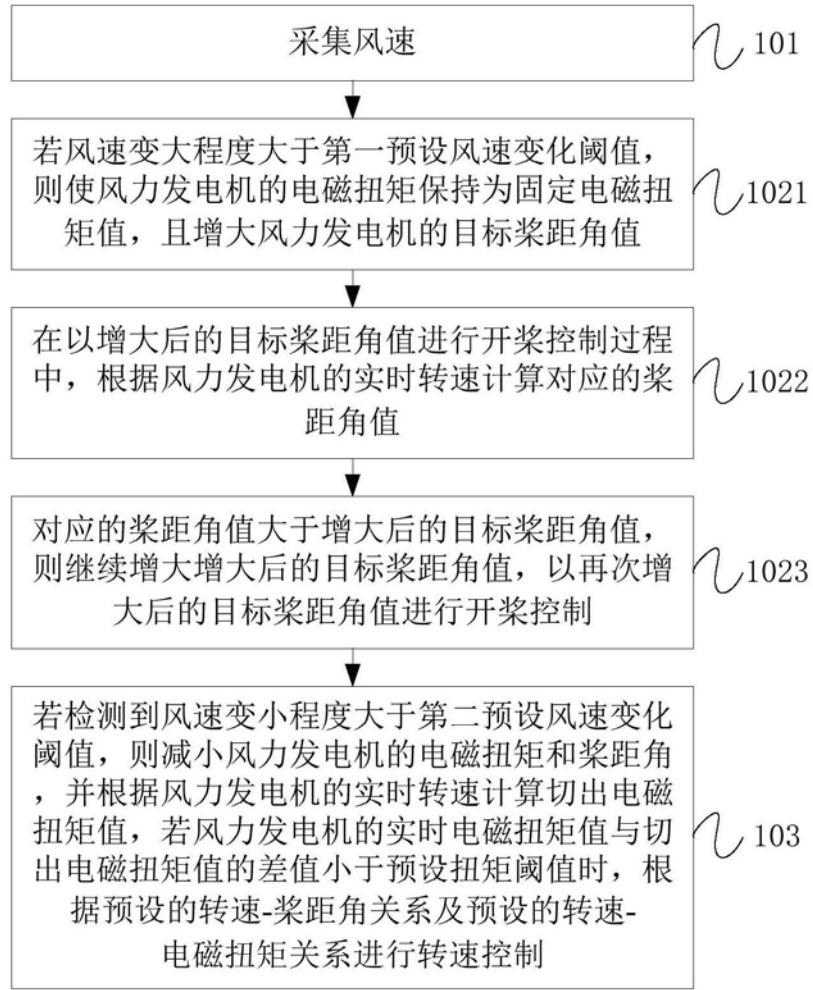 采集风速
101
若风速变大程度大于第一预设风速变化阈值，
则使风力发电机的电磁扭矩保持为固定电磁扭
矩值，且增大风力发电机的目标桨距角值
1021
在以增大后的目标桨距角值进行开桨控制过程
中，根据风力发电机的实时转速计算对应的桨
距角值
1022
对应的桨距角值大于增大后的目标桨距角值，
则继续增大增大后的目标桨距角值，以再次增
大后的目标桨距角值进行开桨控制
1023
若检测到风速变小程度大于第二预设风速变化
阈值，则减小风力发电机的电磁扭矩和桨距角
，并根据风力发电机的实时转速计算切出电磁
扭矩值，若风力发电机的实时电磁扭矩值与切
出电磁扭矩值的差值小于预设扭矩阈值时，根
据预设的转速-桨距角关系及预设的转速-
电磁扭矩关系进行转速控制
103